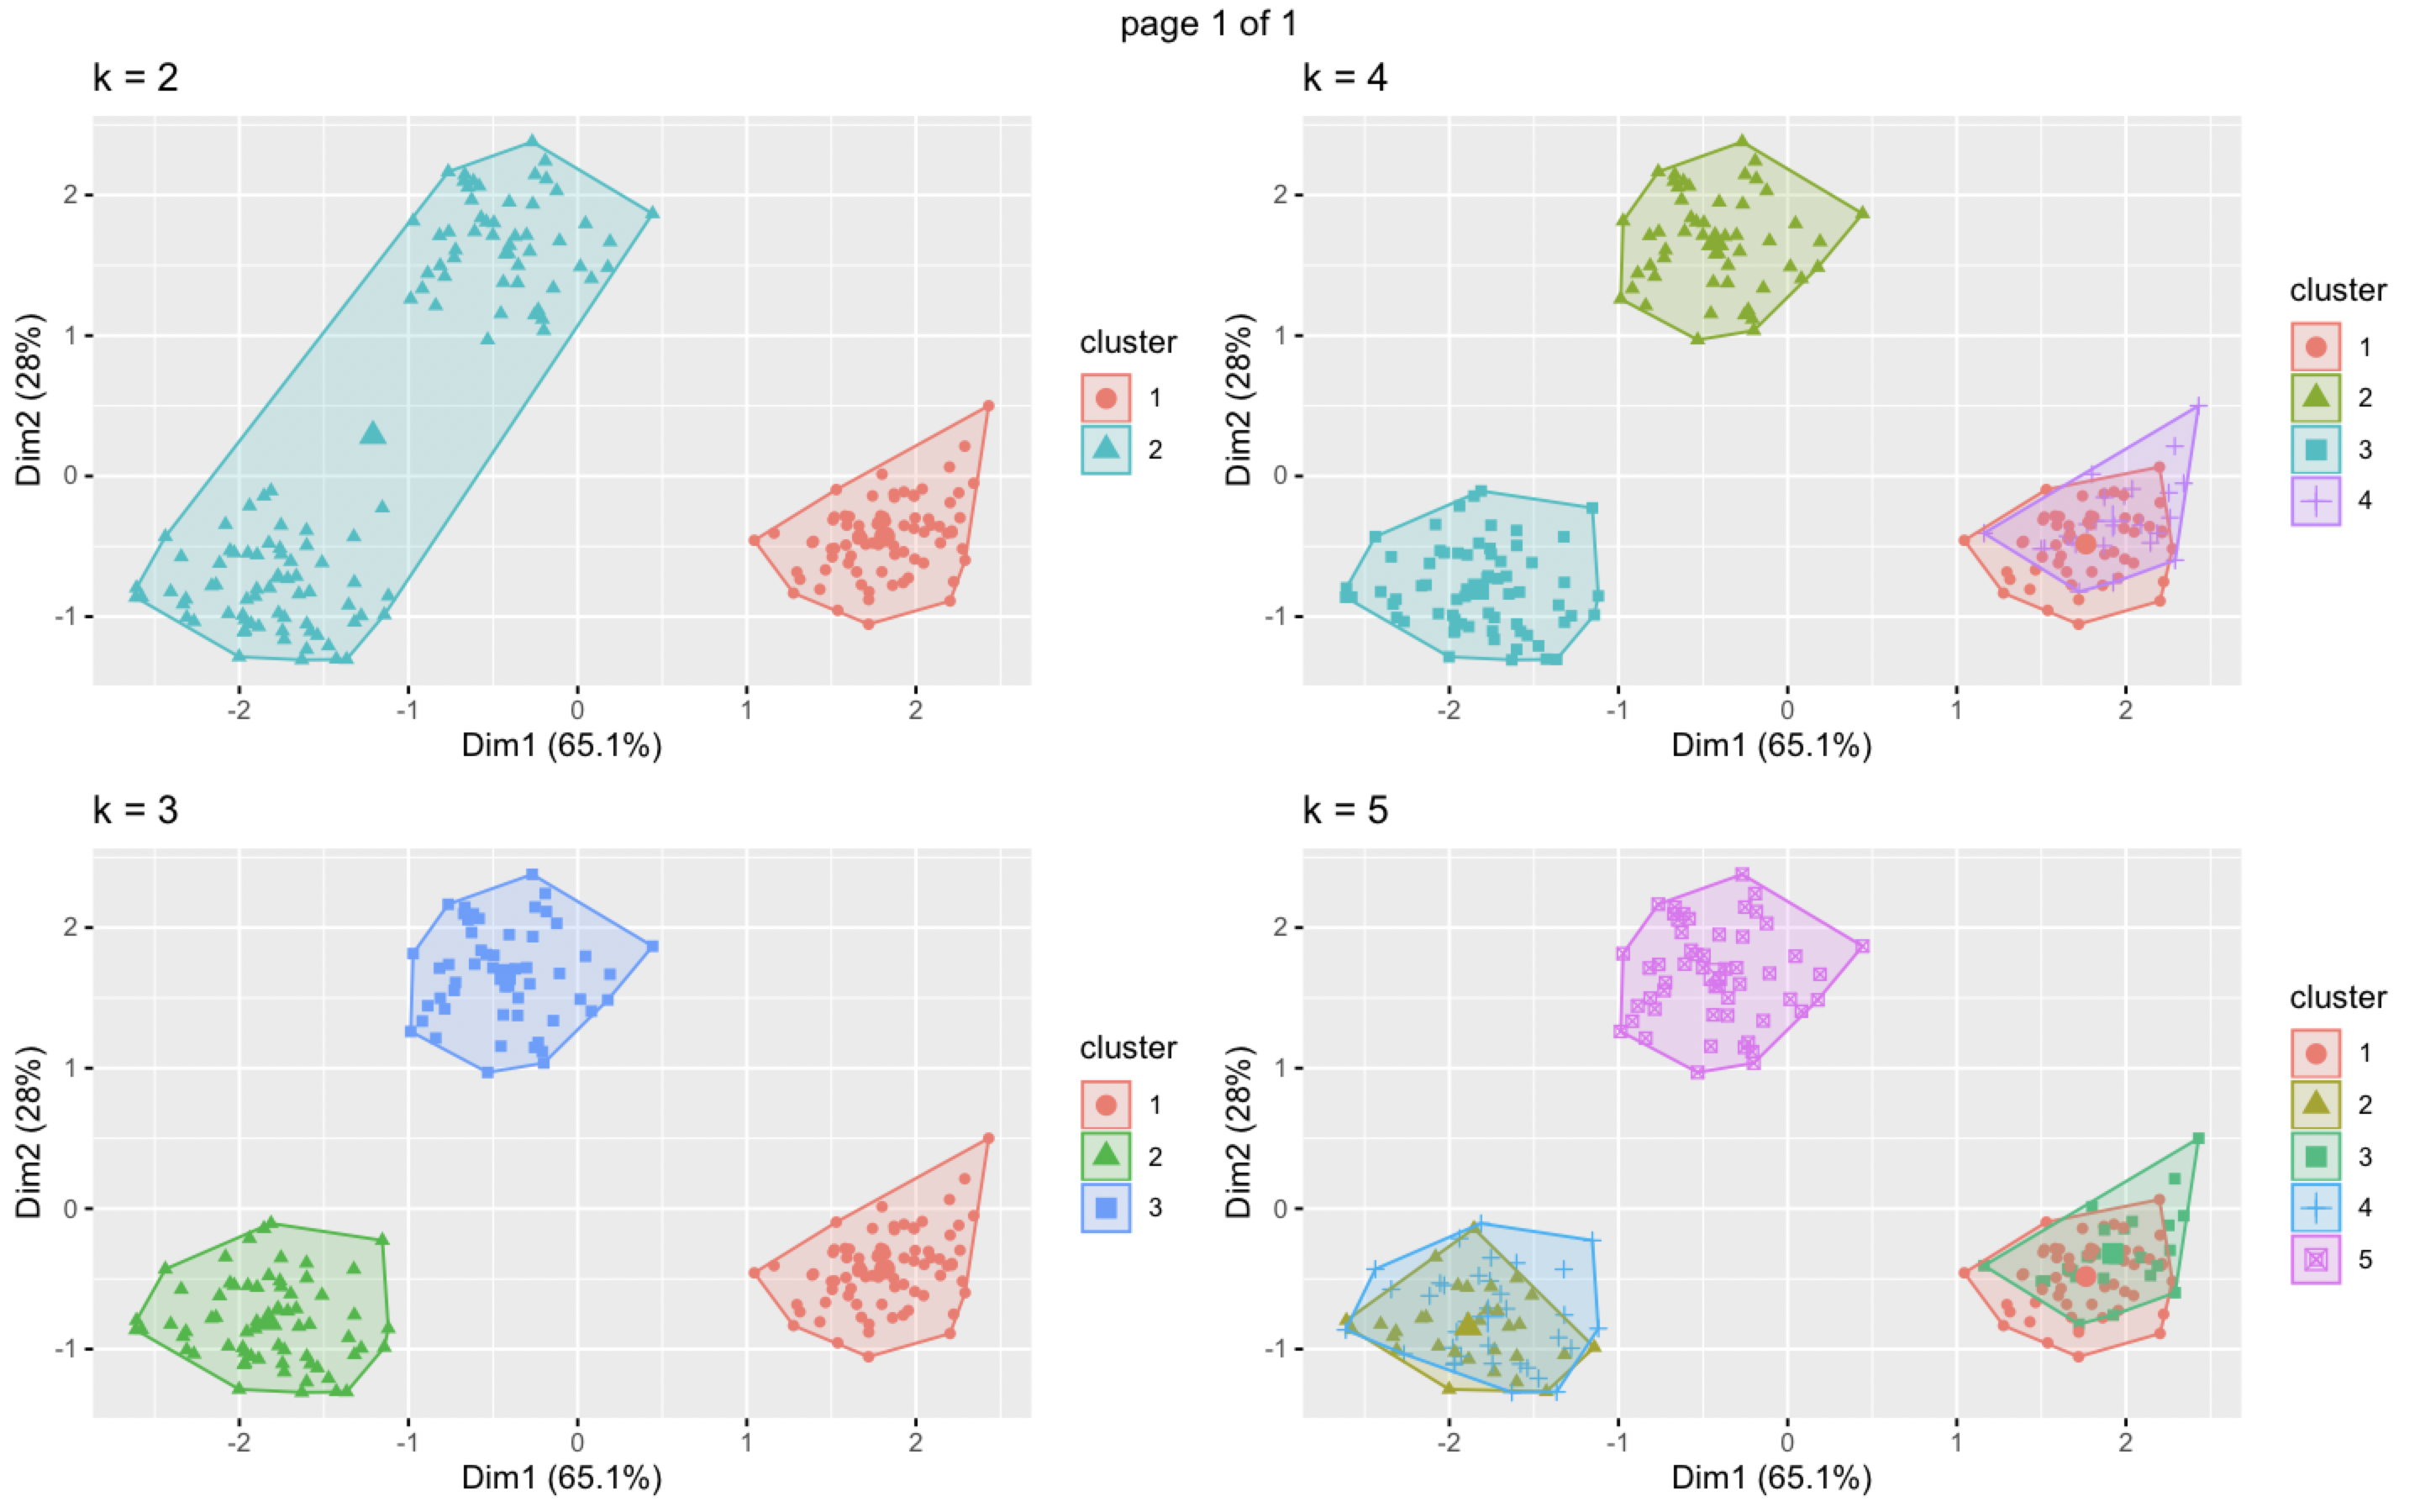 page 1 of 1
k = 2
2
1
0
-1
Dim2 (28%)
-2
-1
0
1
2
Dim1 (65.1%)
cluster
1
2
k = 4
2
1
0
-1
Dim2 (28%)
-2
-1
0
1
2
Dim1 (65.1%)
cluster
1
2
3
4
k = 3
2
1
0
-1
Dim2 (28%)
-2
-1
0
1
2
Dim1 (65.1%)
cluster
1
2
3
k = 5
2
1
0
-1
Dim2 (28%)
-2
-1
0
1
2
Dim1 (65.1%)
cluster
1
2
3
4
5